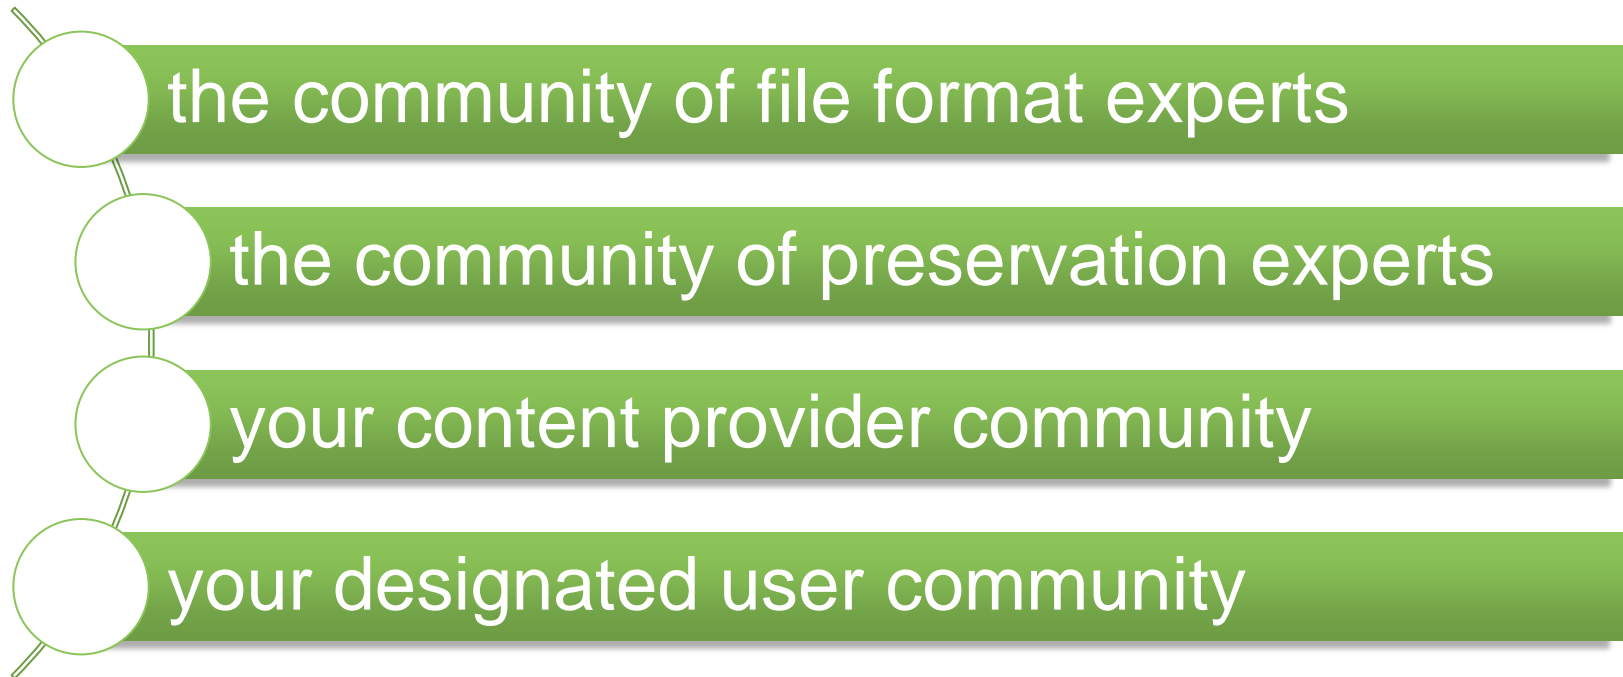 the community of file format experts
the community of preservation experts
your content provider community
your designated user community